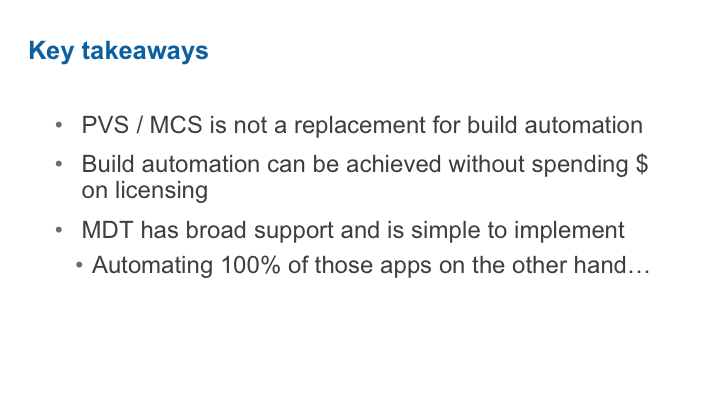 Key takeaways
• PVS / MCS is not a replacement for build automation
• Build automation can be achieved without spending $
on licensing
• MDT has broad support and is simple to implement
• Automating 100% of those apps on the other hand…